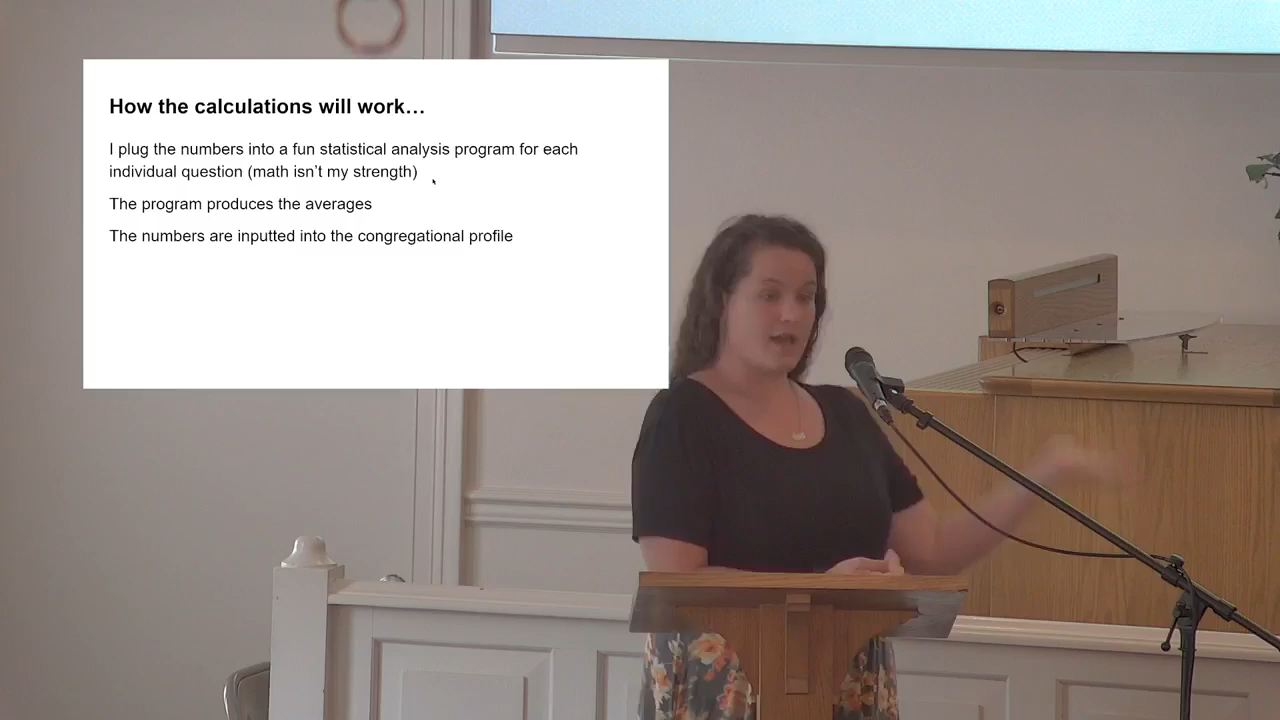 How the calculations will work…
I plug the numbers into a fun statistical analysis program for each
individual question (math isn’t my strength)
The program produces the averages
The numbers are inputted into the congregational profile